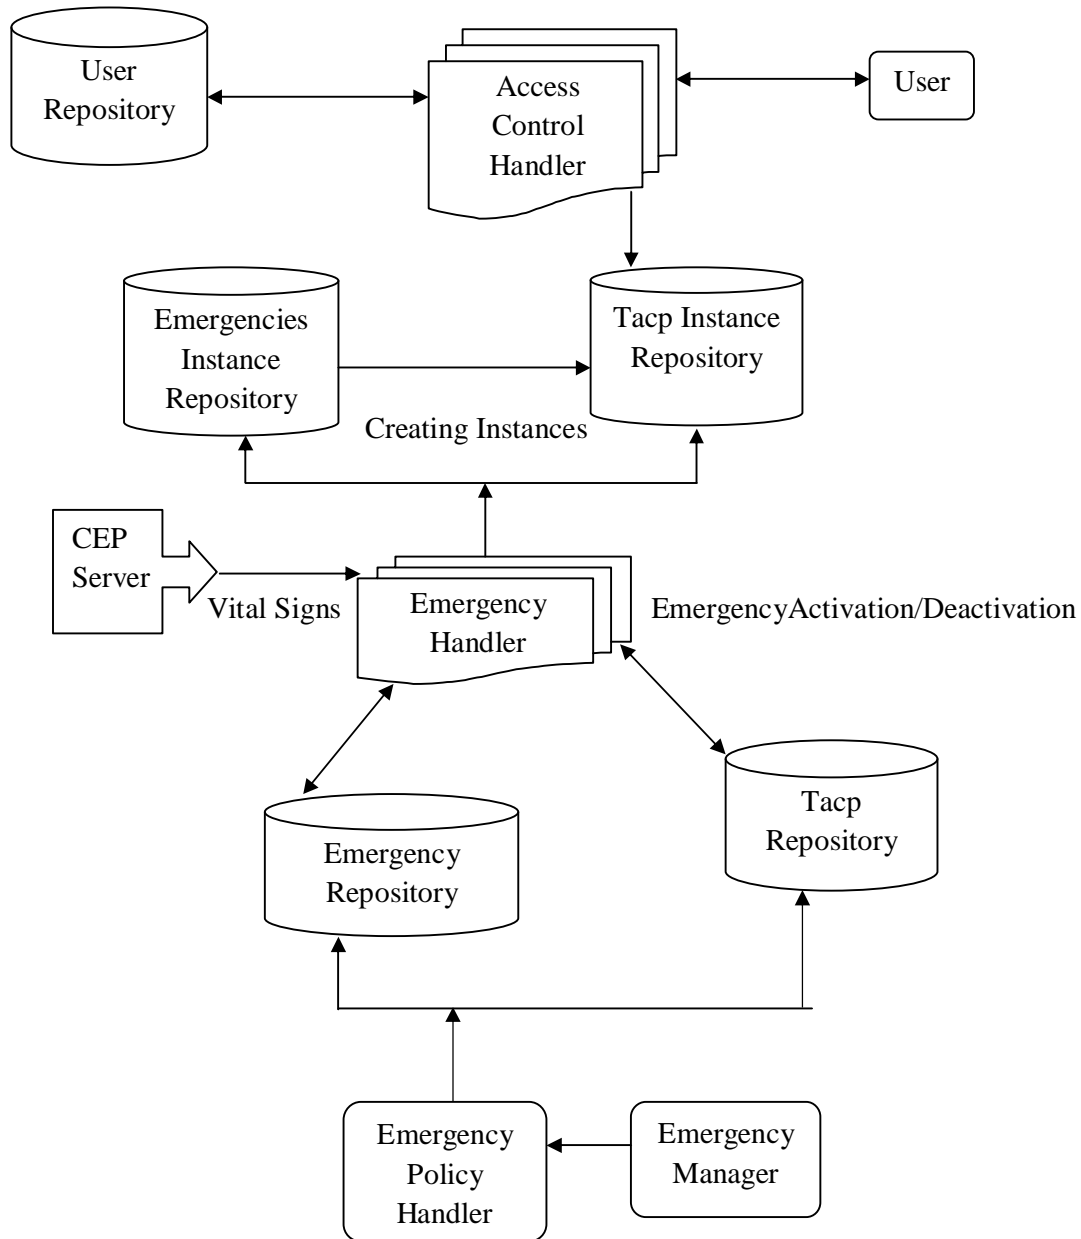 User
Repository
Access
Control
Handler
User
Emergencies
Instance
Repository
Tacp Instance
Repository
Creating Instances
CEP
Server
Vital Signs
Emergency
Handler
EmergencyActivation/Deactivation
Tacp
Repository
Emergency
Repository
Emergency
Policy
Handler
Emergency
Manager